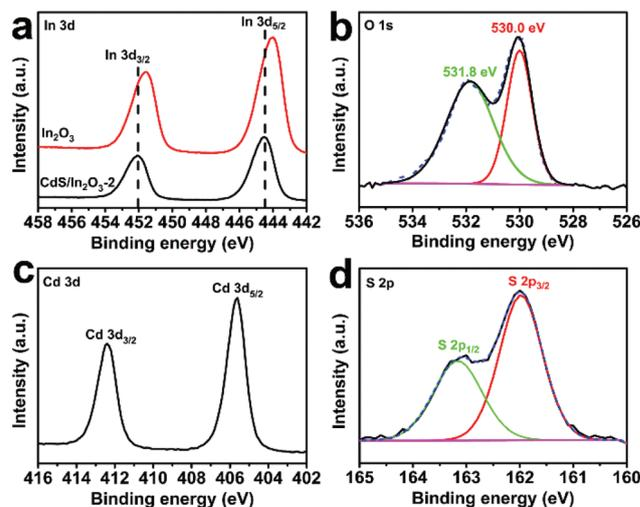 a
In 3d
In 3d3/2
In 3d5/2
In2O3
CdS/In2O3-2
Intensity (a.u.)
458 456 454 452 450 448 446 444 442
Binding energy (eV)
b
O 1s
530.0 eV
531.8 eV
Intensity (a.u.)
536 534 532 530 528 526
Binding energy (eV)
c
Cd 3d
Cd 3d5/2
Cd 3d3/2
Intensity (a.u.)
416 414 412 410 408 406 404 402
Binding energy (eV)
d
S 2p
S 2p3/2
S 2p1/2
Intensity (a.u.)
165 164 163 162 161 160
Binding energy (eV)